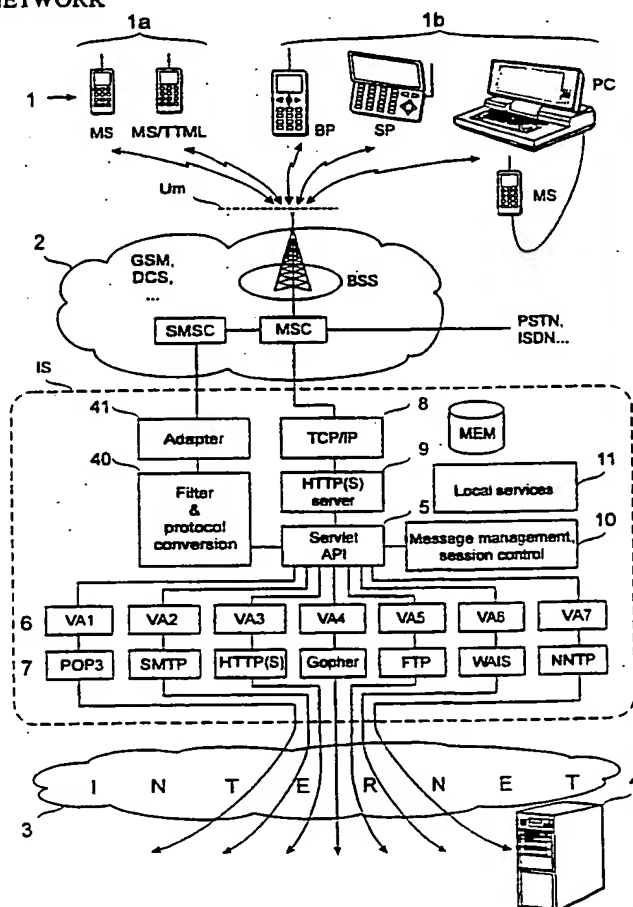 NETWORK
1a 1b
1
MS MS/TTML BP SP PC
MS
Um
2
GSM,
DCS,
...
BSS
SMSC MSC
PSTN,
ISDN...
IS
41 8
Adapter TCP/IP MEM
40 9 11
Filter
&
protocol
conversion
HTTP(S)
server
Local services
5 10
Servlet
API
Message management,
session control
6 VA1 VA2 VA3 VA4 VA5 VA6 VA7
7 POP3 SMTP HTTP(S) Gopher FTP WAIS NNTP
I N T E R N E T 4
3